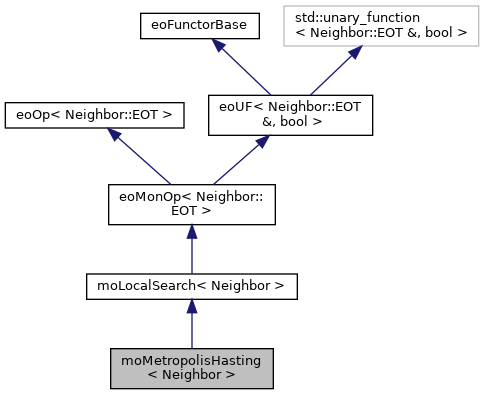 eoFunctorBase
std::unary_function
< Neighbor::EOT &, bool >
eoOp< Neighbor::EOT >
eoUF< Neighbor::EOT
&, bool >
eoMonOp< Neighbor::
EOT >
moLocalSearch< Neighbor >
moMetropolisHasting
< Neighbor >